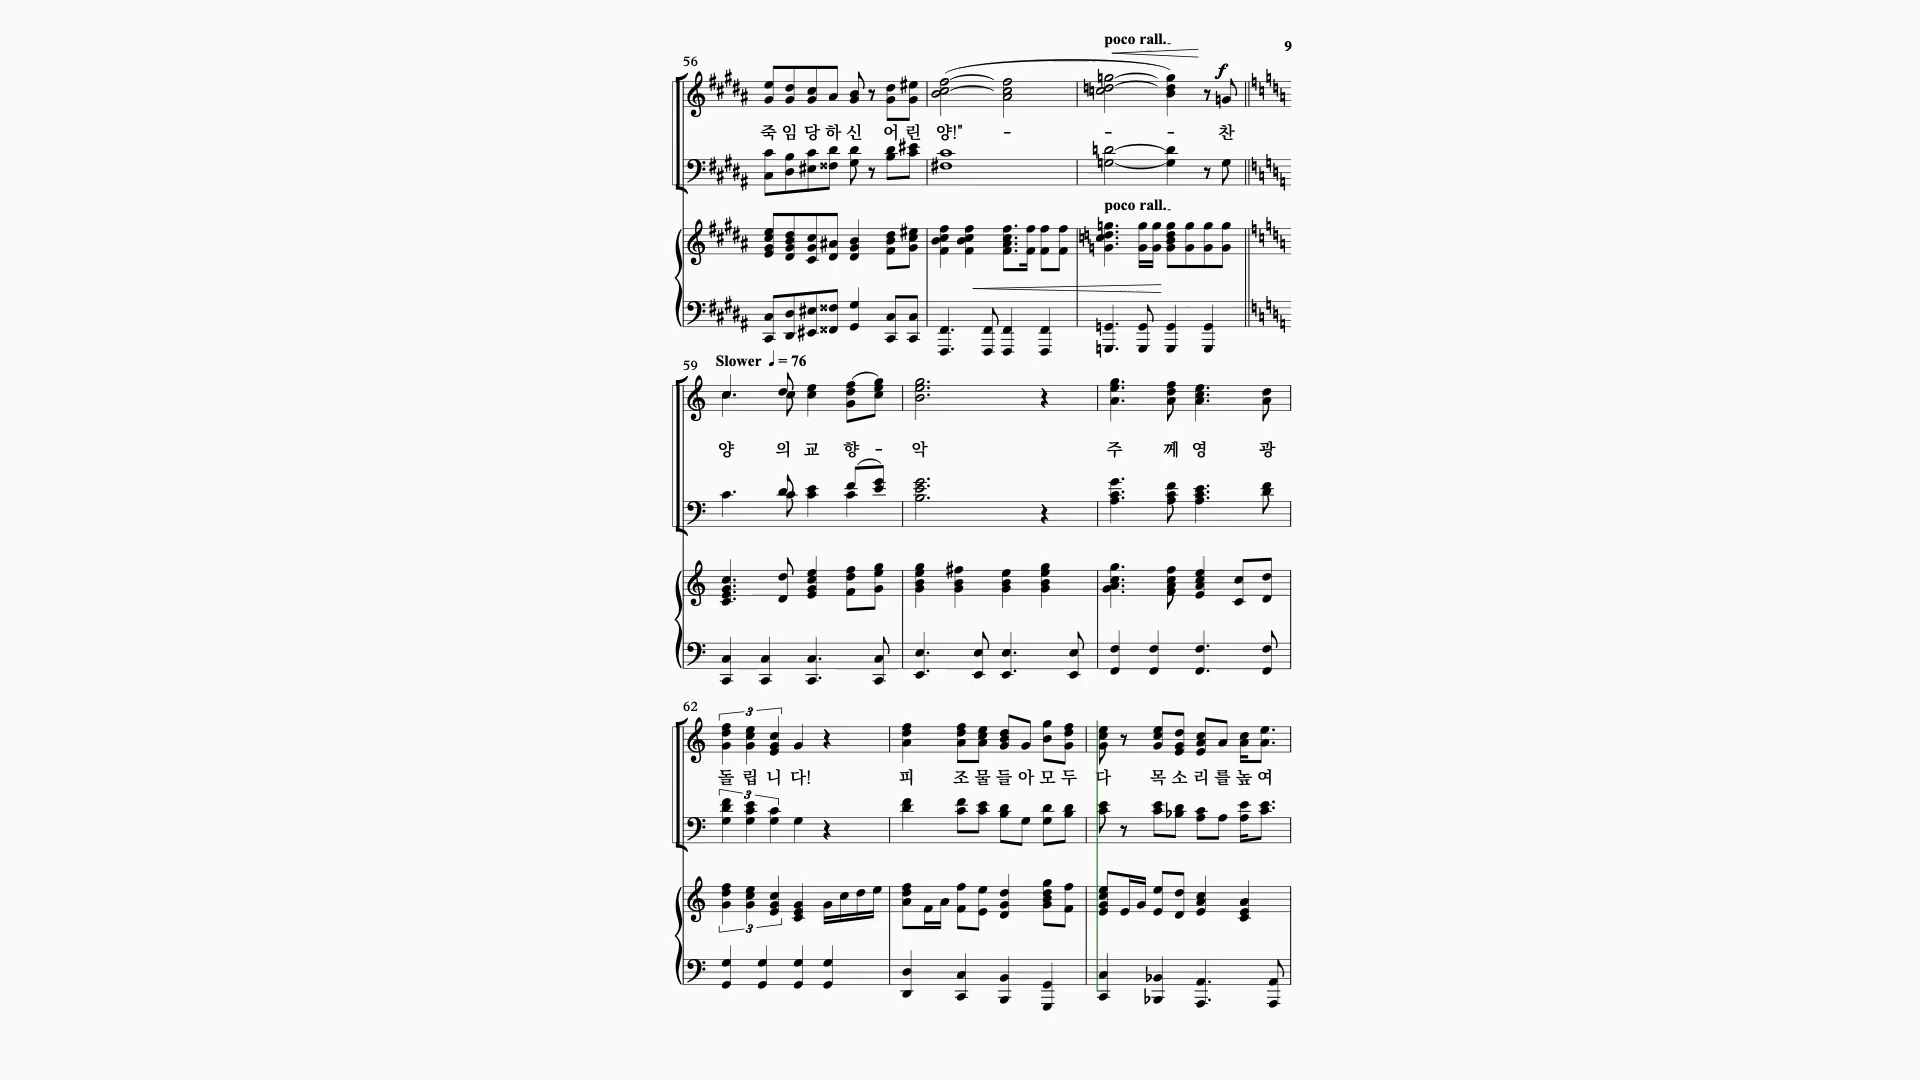 poco rall.
9
56
f
죽 임 당 하 신 어 린 양!" - - - 찬
poco rall.
59
Slower ♩= 76
양 의 교 향 - 악 주 께 영 광
62
3
돌 립 니 다! 피 조 물 들 아 모 두 다 목 소 리 를 높 여
3
3